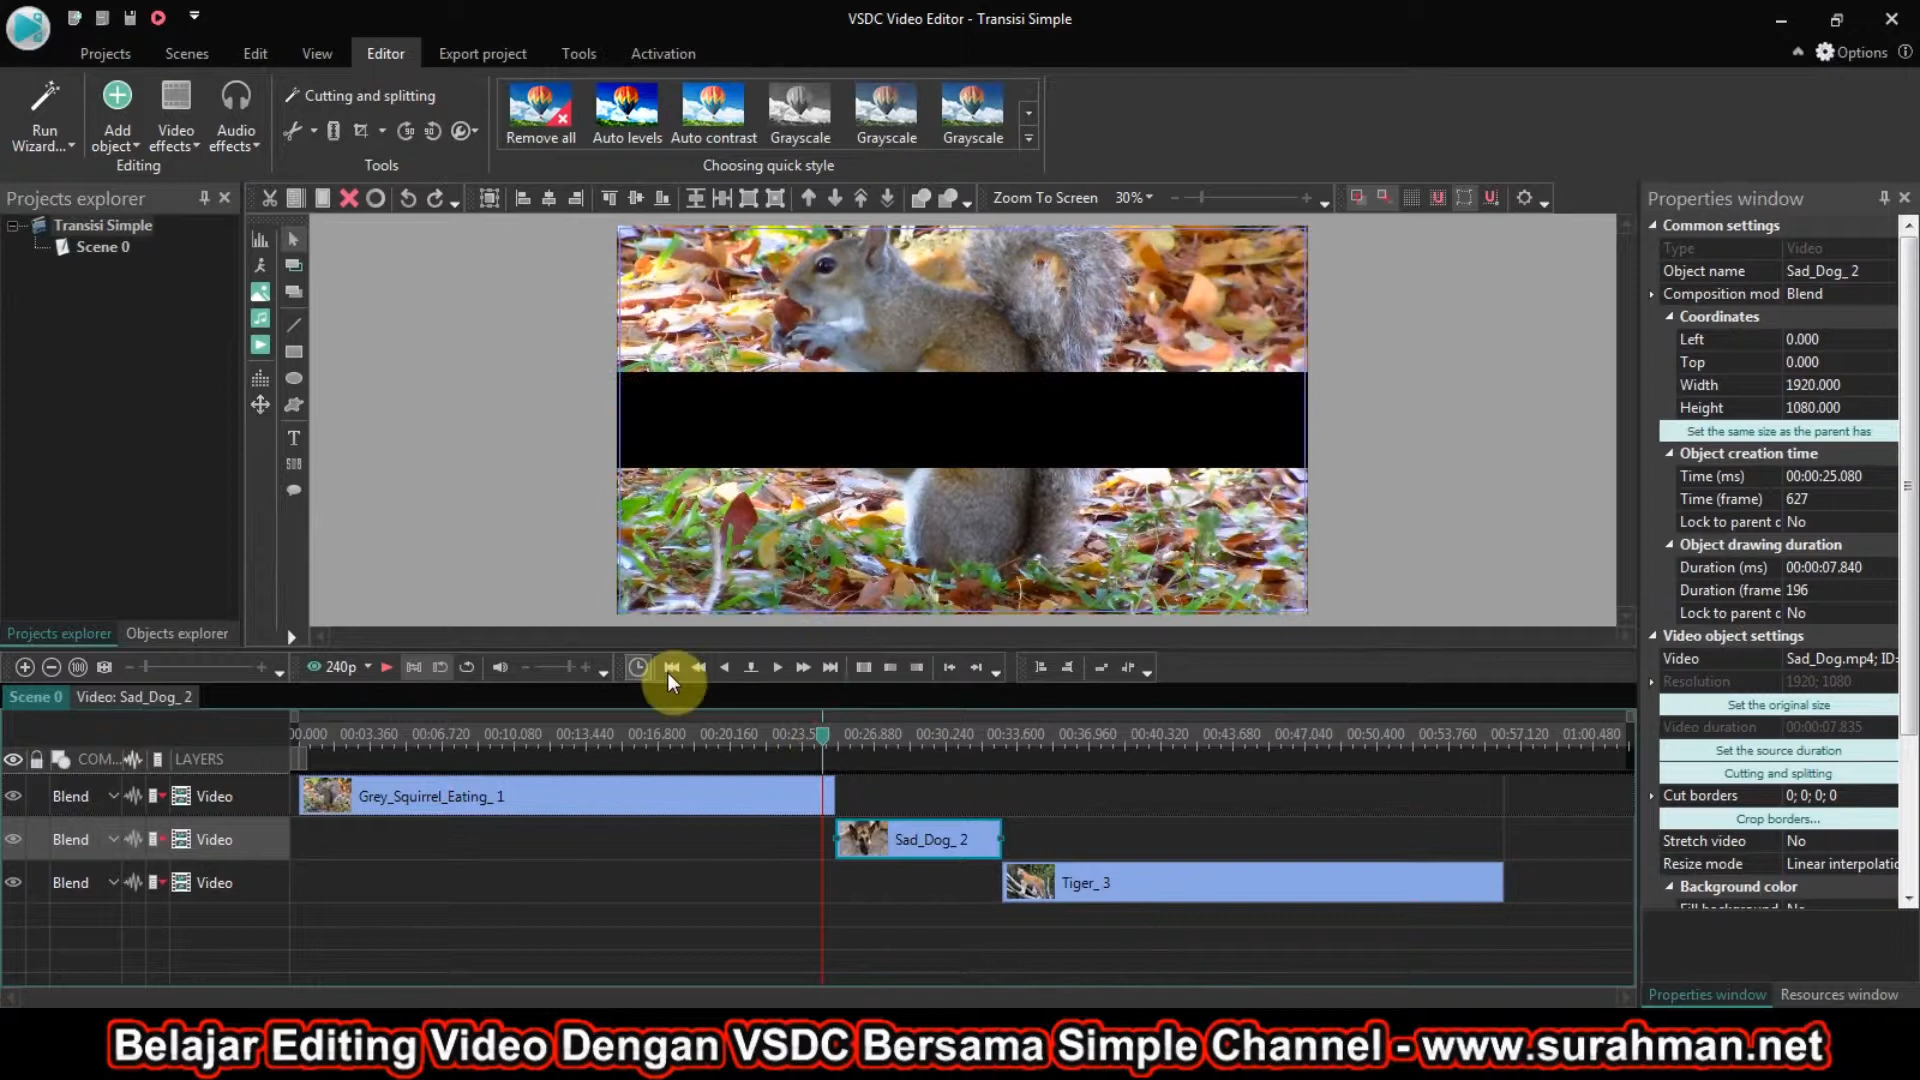 VSDC Video Editor - Transisi Simple
Projects Scenes Edit View Editor Export project Tools Activation Options
Run Wizard...
Add object
Video effects
Audio effects
Editing
Cutting and splitting
Tools
Remove all Auto levels Auto contrast Grayscale Grayscale Grayscale
Choosing quick style
Projects explorer
Transisi Simple
Scene 0
Projects explorer Objects explorer
Zoom To Screen 30%
T
SUB
Properties window
Common settings
Type Video
Object name Sad_Dog_ 2
Composition mod Blend
Coordinates
Left 0.000
Top 0.000
Width 1920.000
Height 1080.000
Set the same size as the parent has
Object creation time
Time (ms) 00:00:25.080
Time (frame) 627
Lock to parent c No
Object drawing duration
Duration (ms) 00:00:07.840
Duration (frame 196
Lock to parent c No
Video object settings
Video Sad_Dog.mp4; ID=
Resolution 1920; 1080
Set the original size
Video duration 00:00:07.835
Set the source duration
Cutting and splitting
Cut borders 0; 0; 0; 0
Crop borders...
Stretch video No
Resize mode Linear interpolatic
Background color
Properties window Resources window
100 240p
Scene 0 Video: Sad_Dog_ 2
00.000 00:03.360 00:06.720 00:10.080 00:13.440 00:16.800 00:20.160 00:23.5 00:26.880 00:30.240 00:33.600 00:36.960 00:40.320 00:43.680 00:47.040 00:50.400 00:53.760 00:57.120 01:00.480
COM... LAYERS
Blend Video Grey_Squirrel_Eating_ 1
Blend Video Sad_Dog_ 2
Blend Video Tiger_ 3
Belajar Editing Video Dengan VSDC Bersama Simple Channel - www.surahman.net